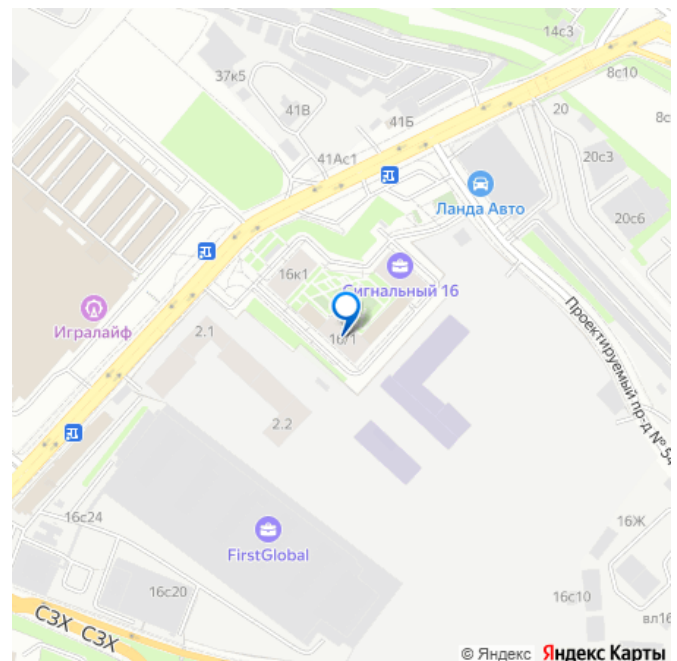 14с3
8с10
37к5
41В
41Б
20
8с
41Ас1
20с3
Ланда Авто
20с6
16к1
Сигнальный 16
Игралайф
2.1
16/1
Проектируемый пр-д № 54
2.2
16с24
16Ж
FirstGlobal
16с20
16с10
СЗХ СЗХ
вл16
© Яндекс Яндекс Карты